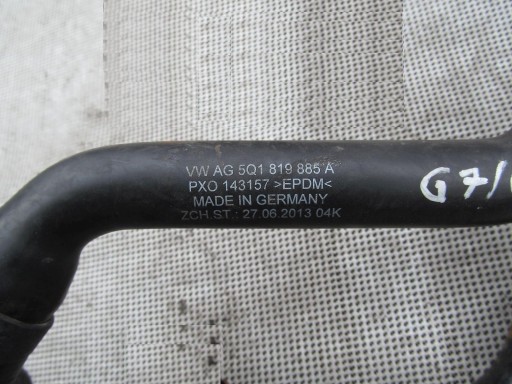 VW AG 5Q1 819 885 A
PXO 143157 >EPDM<
MADE IN GERMANY
ZCH.ST.: 27.06.2013 04K
G7/